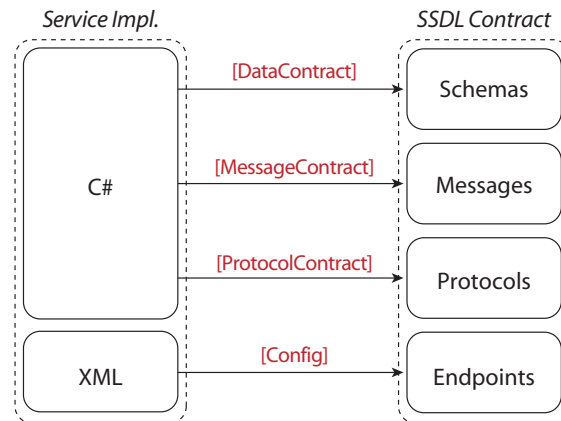 Service Impl.
SSDL Contract
[DataContract]
Schemas
C#
[MessageContract]
Messages
[ProtocolContract]
Protocols
XML
[Config]
Endpoints